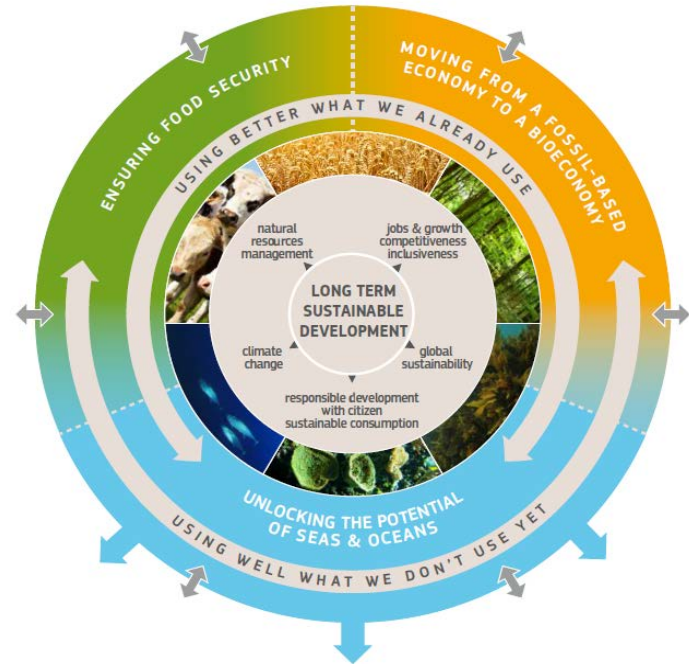 ENSURING FOOD SECURITY
MOVING FROM A FOSSIL-BASED
ECONOMY TO A BIOECONOMY
USING BETTER WHAT WE ALREADY USE
natural
resources
management
jobs & growth
competitiveness
inclusiveness
LONG TERM
SUSTAINABLE
DEVELOPMENT
climate
change
global
sustainability
responsible development
with citizen
sustainable consumption
UNLOCKING THE POTENTIAL
OF SEAS & OCEANS
USING WELL WHAT WE DON'T USE YET